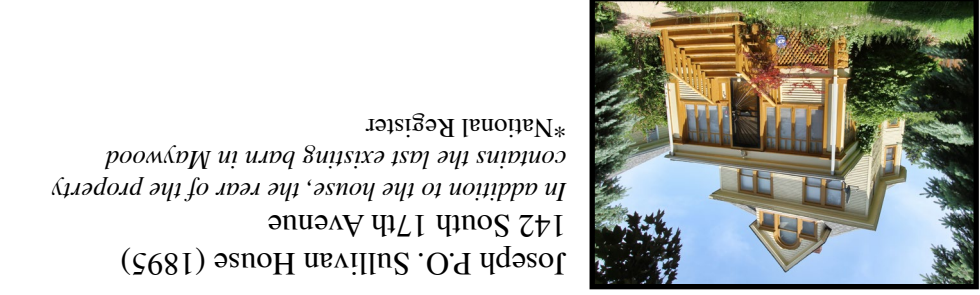 Joseph P.O. Sullivan House (1895)
142 South 17th Avenue
In addition to the house, the rear of the property
contains the last existing barn in Maywood
*National Register